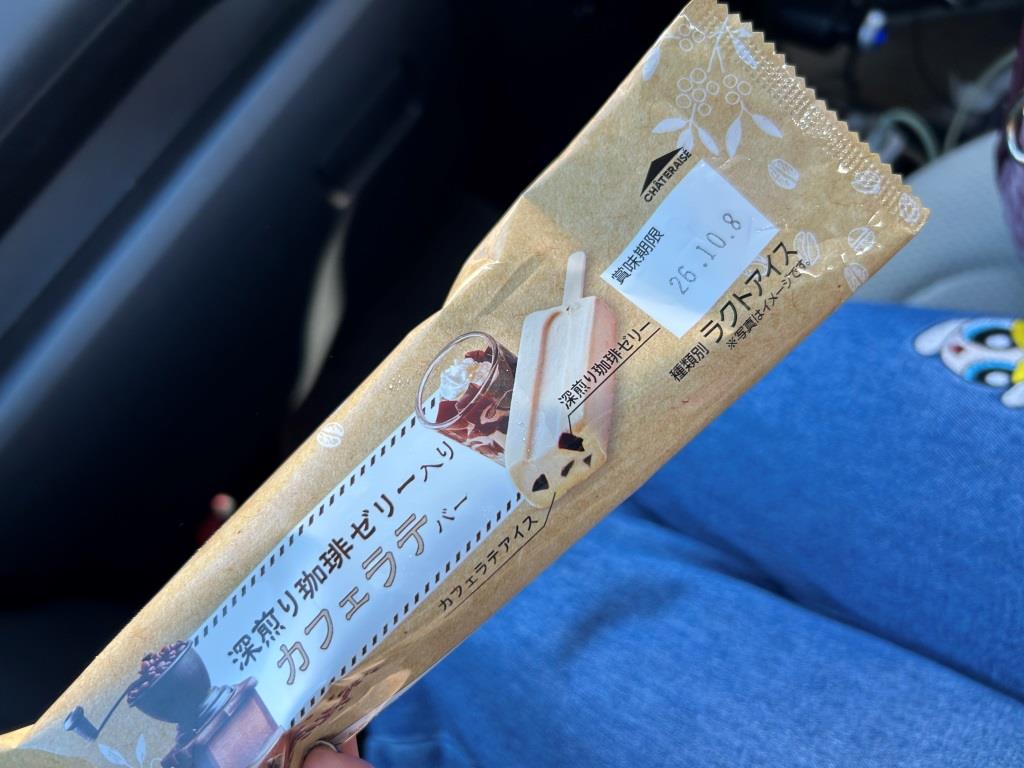 CHÂTERAISÉ
賞味期限
26.10.8
種類別 ラクトアイス
※写真はイメージです。
深煎り珈琲ゼリー
深煎り珈琲ゼリー入り
カフェラテバー
カフェラテアイス